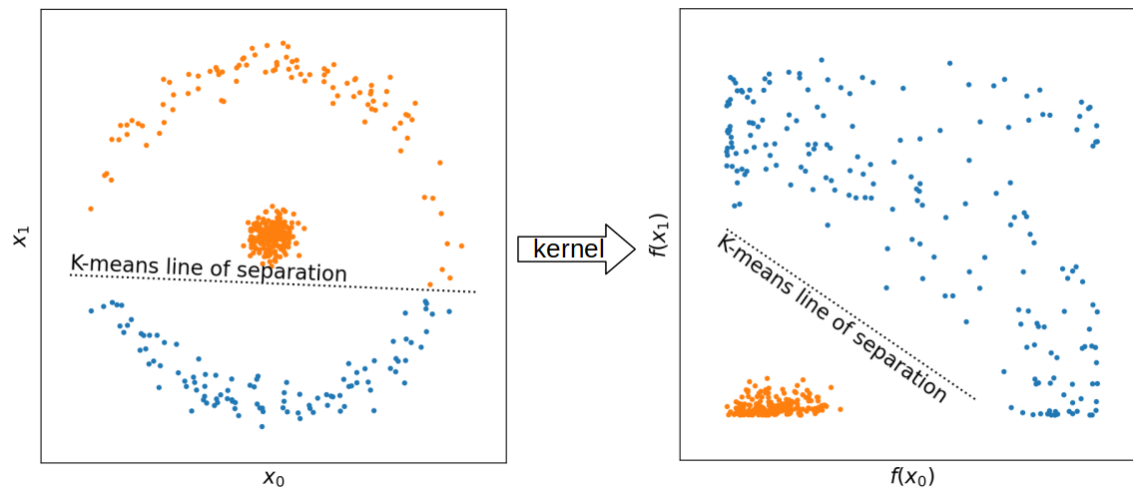 x₁
K-means line of separation
x₀
kernel
f(x₁)
K-means line of separation
f(x₀)